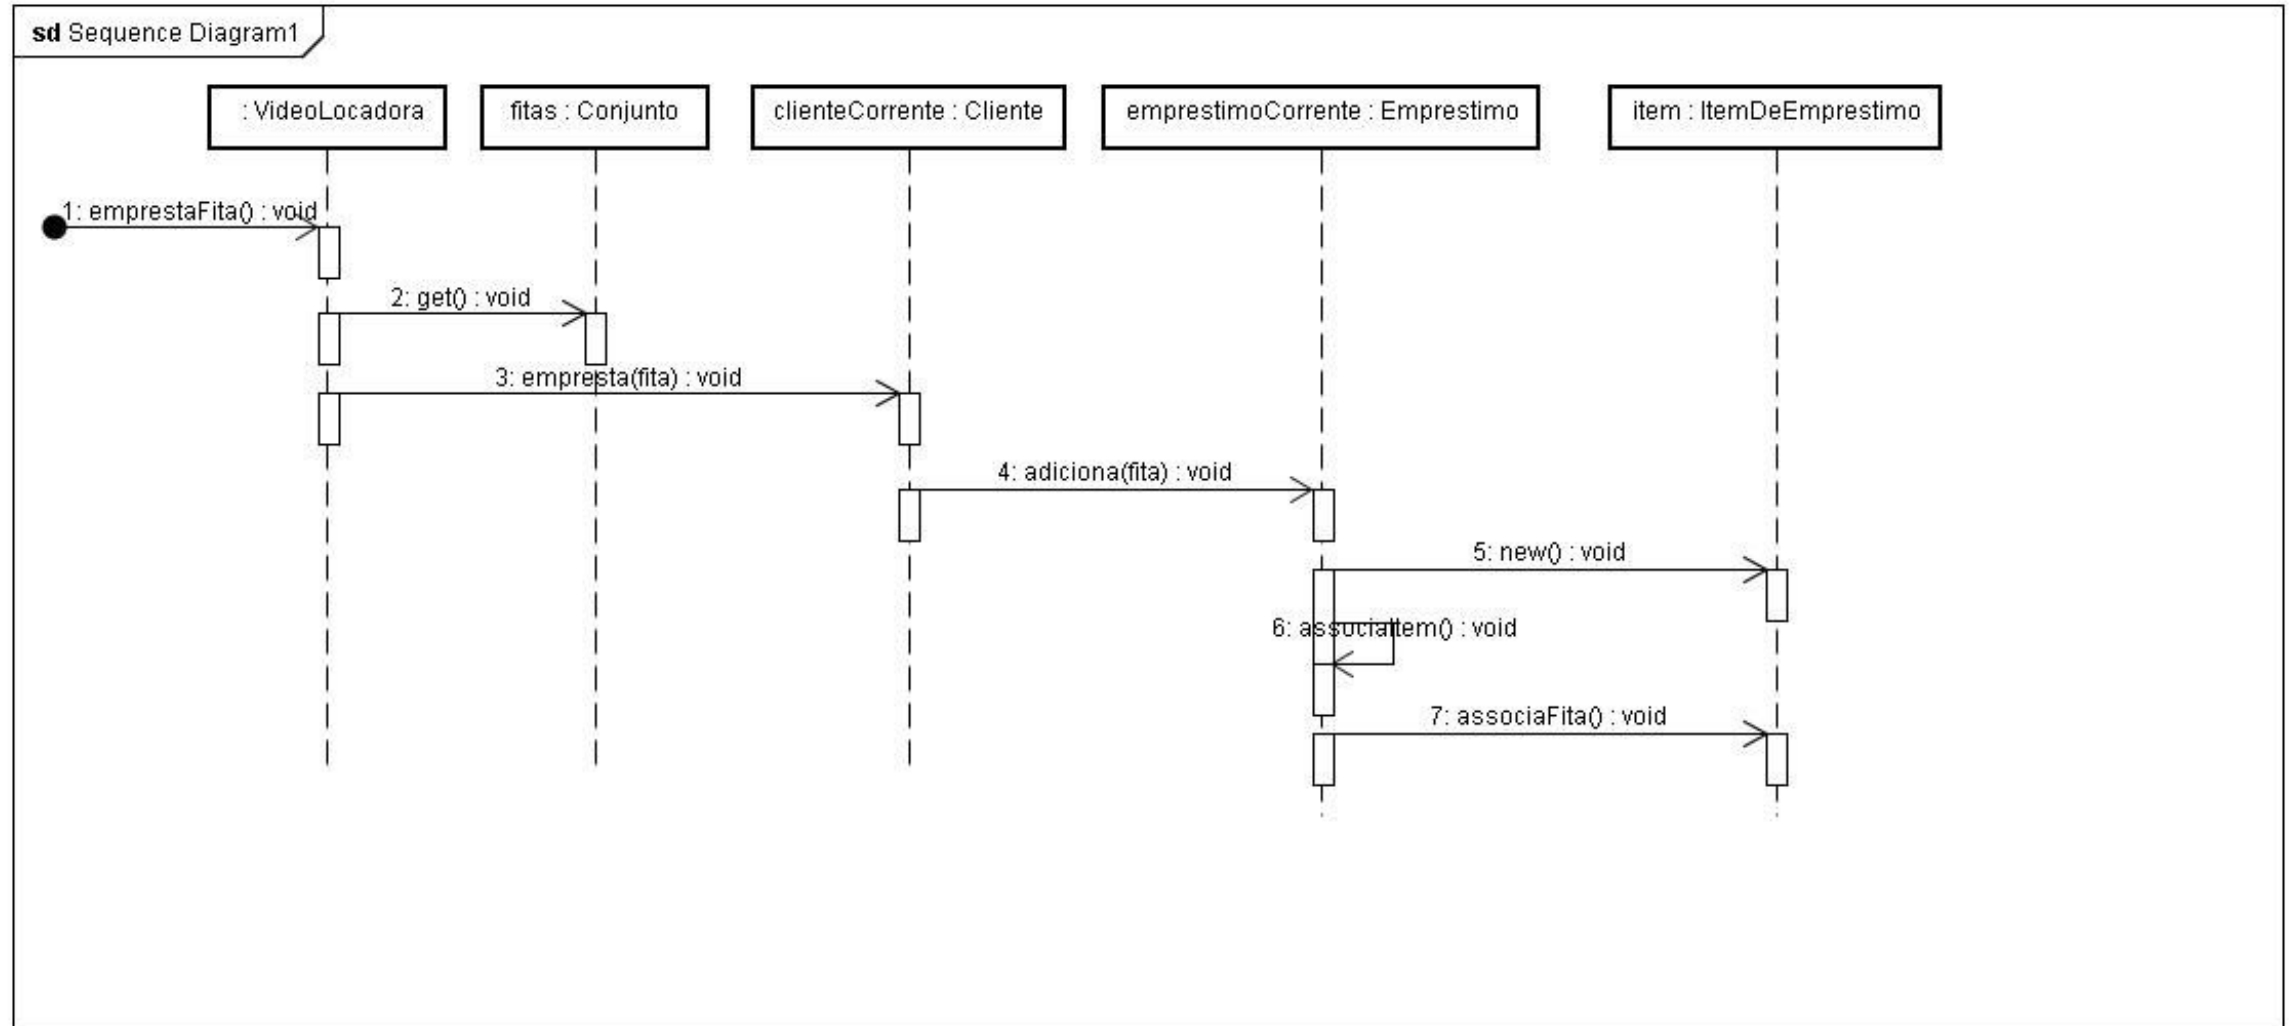 sd Sequence Diagram1
: VideoLocadora
fitas : Conjunto
clienteCorrente : Cliente
emprestimoCorrente : Emprestimo
item : ItemDeEmprestimo
1: emprestaFita() : void
2: get() : void
3: empresta(fita) : void
4: adiciona(fita) : void
5: new() : void
6: associaItem() : void
7: associaFita() : void